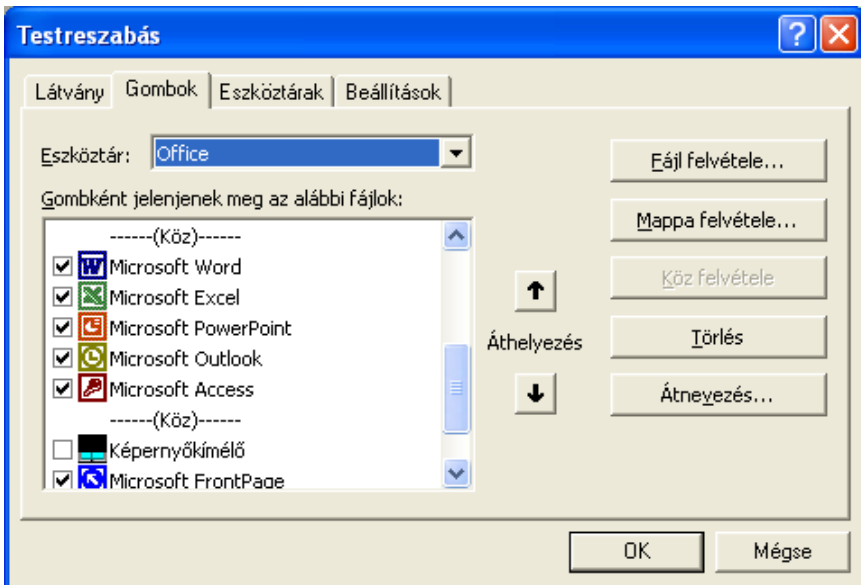 Testreszabás
Látvány Gombok Eszköztárak Beállítások
Eszköztár: Office
Fájl felvétele...
Gombként jelenjenek meg az alábbi fájlok:
Mappa felvétele...
------(Köz)------
Microsoft Word
Köz felvétele
Microsoft Excel
Microsoft PowerPoint
Áthelyezés
Törlés
Microsoft Outlook
Microsoft Access
Átnevezés...
------(Köz)------
Képernyőkímélő
Microsoft FrontPage
OK Mégse